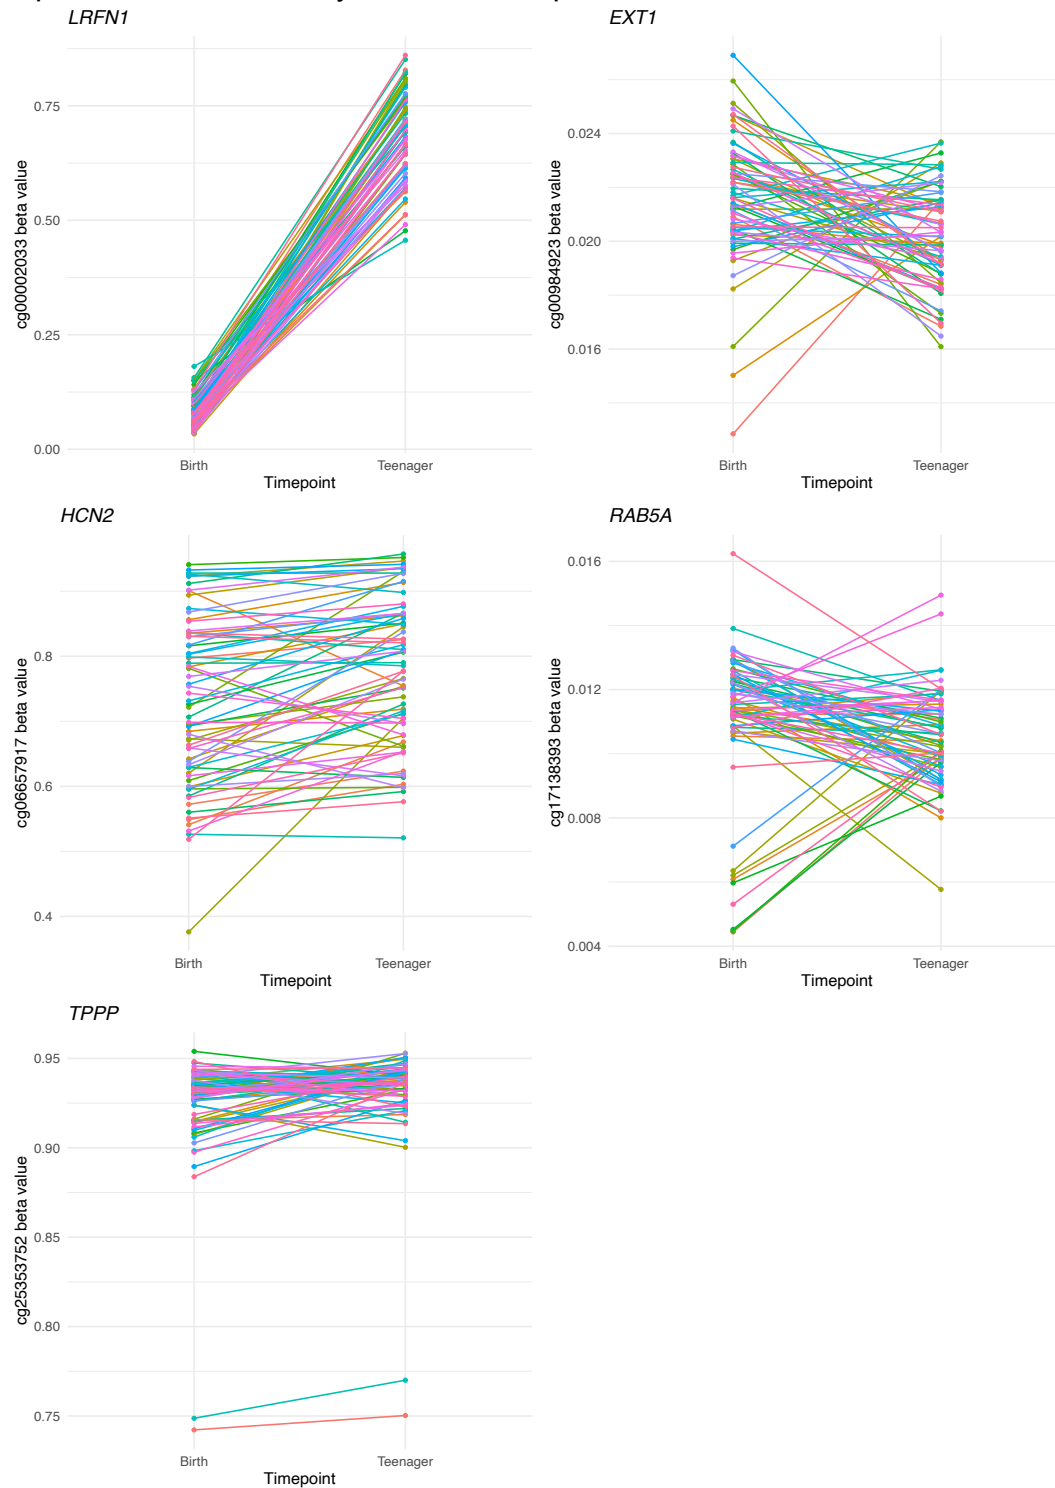 LRFN1
EXT1
cg00002033 beta value
0.75
0.50
0.25
0.00
Birth
Teenager
Timepoint
cg00984923 beta value
0.024
0.020
0.016
Birth
Teenager
Timepoint
HCN2
RAB5A
cg06657917 beta value
0.8
0.6
0.4
Birth
Teenager
Timepoint
cg17138393 beta value
0.016
0.012
0.008
0.004
Birth
Teenager
Timepoint
TPPP
cg25353752 beta value
0.95
0.90
0.85
0.80
0.75
Birth
Teenager
Timepoint